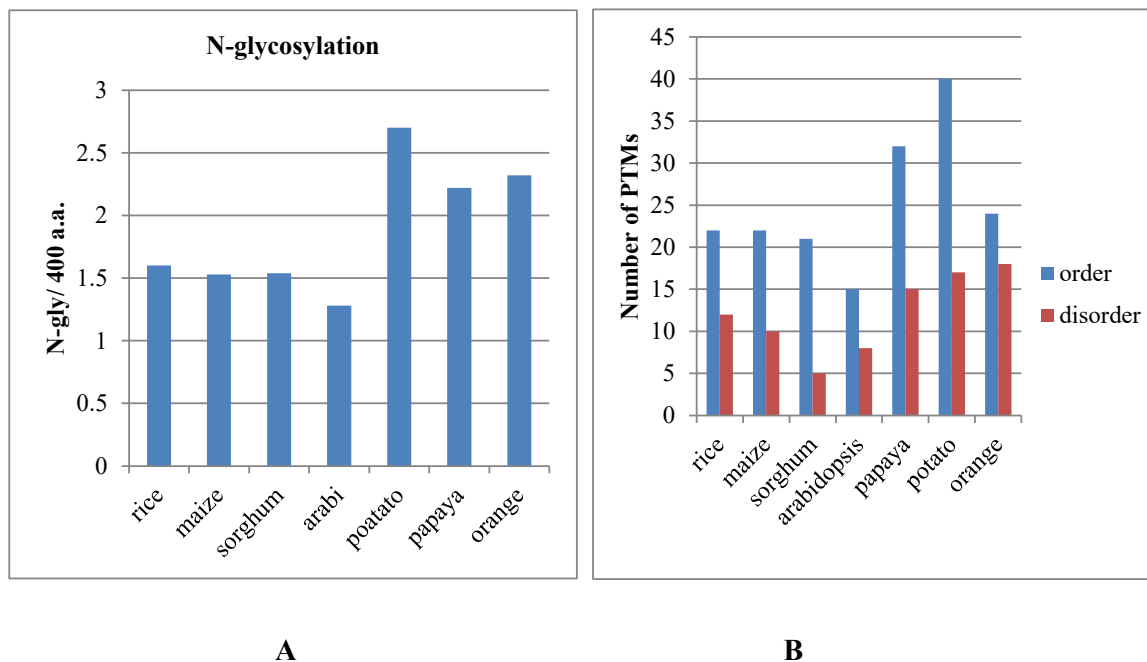 N-glycosylation
N-gly/ 400 a.a.
3
2.5
2
1.5
1
0.5
0
rice
maize
sorghum
arabi
poatato
papaya
orange
A
Number of PTMs
45
40
35
30
25
20
15
10
5
0
rice
maize
sorghum
arabidopsis
papaya
potato
orange
order
disorder
B